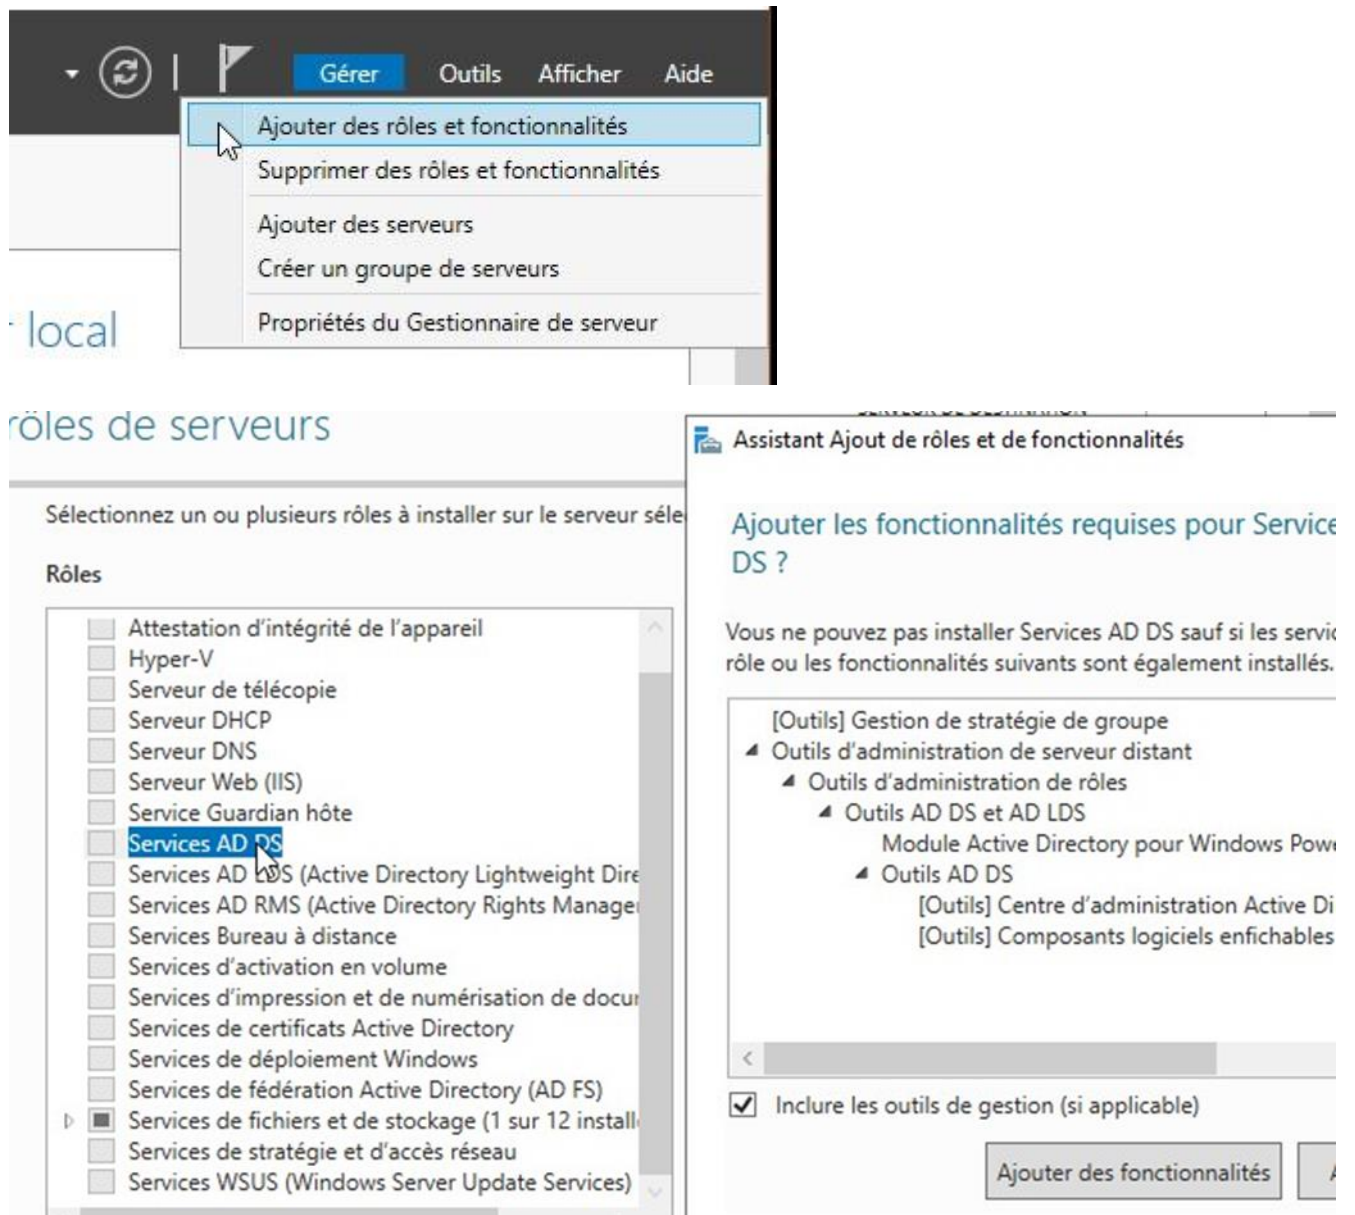 Gérer Outils Afficher Aide
Ajouter des rôles et fonctionnalités
Supprimer des rôles et fonctionnalités
Ajouter des serveurs
Créer un groupe de serveurs
Propriétés du Gestionnaire de serveur
local
rôles de serveurs
Sélectionnez un ou plusieurs rôles à installer sur le serveur séle
Rôles
Attestation d'intégrité de l'appareil
Hyper-V
Serveur de télécopie
Serveur DHCP
Serveur DNS
Serveur Web (IIS)
Service Guardian hôte
Services AD DS
Services AD LDS (Active Directory Lightweight Dire
Services AD RMS (Active Directory Rights Manage
Services Bureau à distance
Services d'activation en volume
Services d'impression et de numérisation de docu
Services de certificats Active Directory
Services de déploiement Windows
Services de fédération Active Directory (AD FS)
Services de fichiers et de stockage (1 sur 12 install
Services de stratégie et d'accès réseau
Services WSUS (Windows Server Update Services)
Assistant Ajout de rôles et de fonctionnalités
Ajouter les fonctionnalités requises pour Service
DS ?
Vous ne pouvez pas installer Services AD DS sauf si les servic
rôle ou les fonctionnalités suivants sont également installés.
[Outils] Gestion de stratégie de groupe
Outils d'administration de serveur distant
Outils d'administration de rôles
Outils AD DS et AD LDS
Module Active Directory pour Windows Powe
Outils AD DS
[Outils] Centre d'administration Active Di
[Outils] Composants logiciels enfichables
Inclure les outils de gestion (si applicable)
Ajouter des fonctionnalités